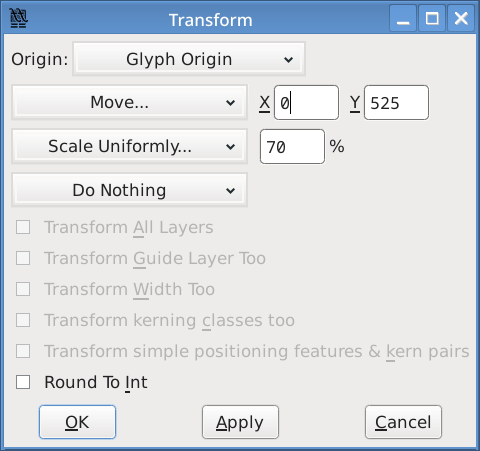 Transform
Origin: Glyph Origin
Move... X 0 Y 525
Scale Uniformly... 70 %
Do Nothing
Transform All Layers
Transform Guide Layer Too
Transform Width Too
Transform kerning classes too
Transform simple positioning features & kern pairs
Round To Int
OK Apply Cancel